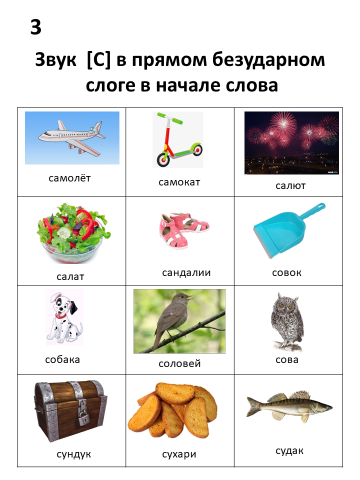 3
Звук [С] в прямом безударном
слоге в начале слова
самолёт
самокат
салют
салат
сандалии
совок
собака
соловей
сова
сундук
сухари
судак